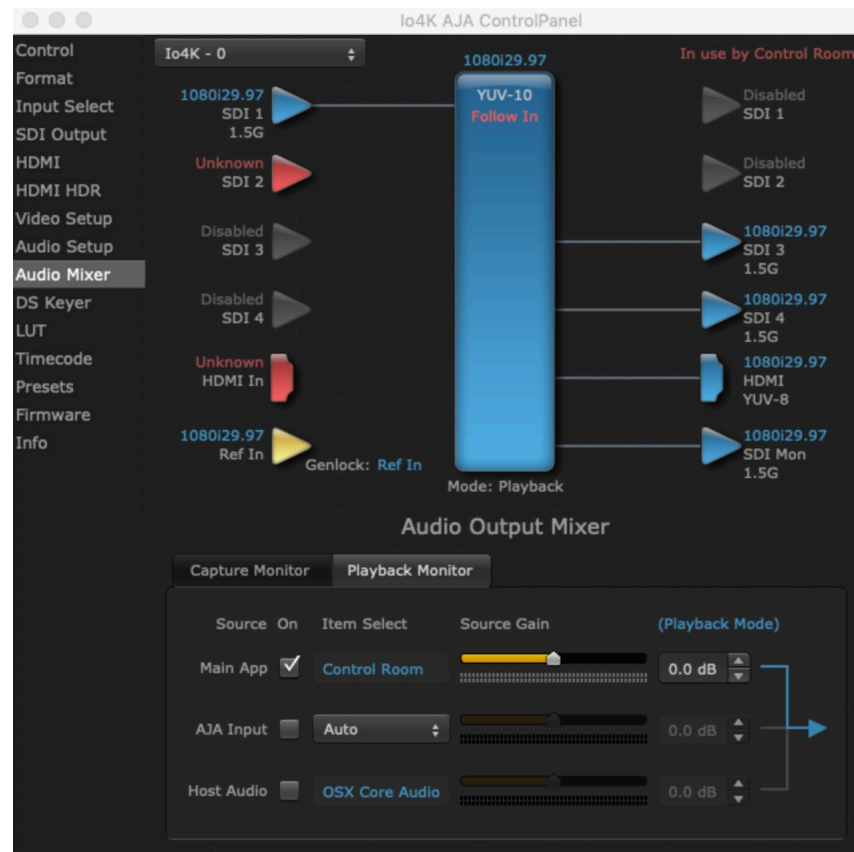 Io4K AJA ControlPanel
Control
Format
Input Select
SDI Output
HDMI
HDMI HDR
Video Setup
Audio Setup
Audio Mixer
DS Keyer
LUT
Timecode
Presets
Firmware
Info
Io4K - 0
1080i29.97
In use by Control Room
1080i29.97
SDI 1
1.5G
Unknown
SDI 2
Disabled
SDI 3
Disabled
SDI 4
Unknown
HDMI In
1080i29.97
Ref In
Genlock: Ref In
YUV-10
Follow In
Mode: Playback
Disabled
SDI 1
Disabled
SDI 2
1080i29.97
SDI 3
1.5G
1080i29.97
SDI 4
1.5G
1080i29.97
HDMI
YUV-8
1080i29.97
SDI Mon
1.5G
Audio Output Mixer
Capture Monitor Playback Monitor
Source On Item Select Source Gain (Playback Mode)
Main App Control Room 0.0 dB
AJA Input Auto 0.0 dB
Host Audio OSX Core Audio 0.0 dB